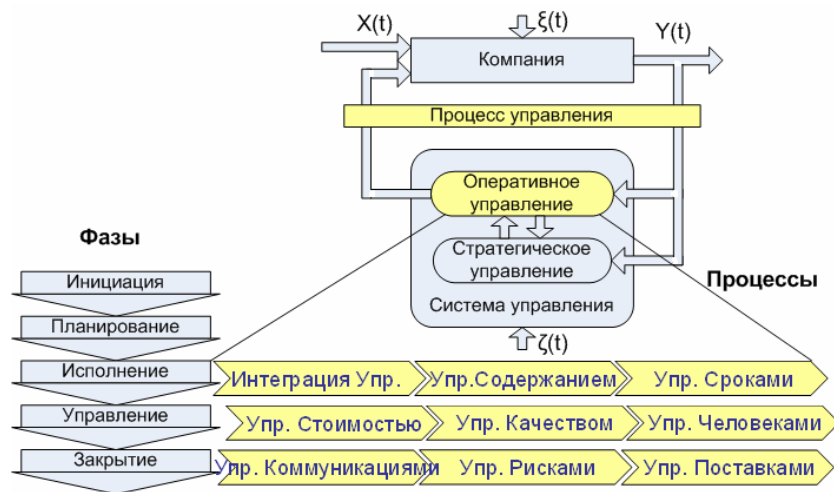 X(t)
ξ(t)
Y(t)
Компания
Процесс управления
Оперативное
управление
Стратегическое
управление
Система управления
ζ(t)
Фазы
Процессы
Инициация
Планирование
Исполнение
Управление
Закрытие
Интеграция Упр.
Упр.Содержанием
Упр. Сроками
Упр. Стоимостью
Упр. Качеством
Упр. Человеками
Упр. Коммуникациями
Упр. Рисками
Упр. Поставками